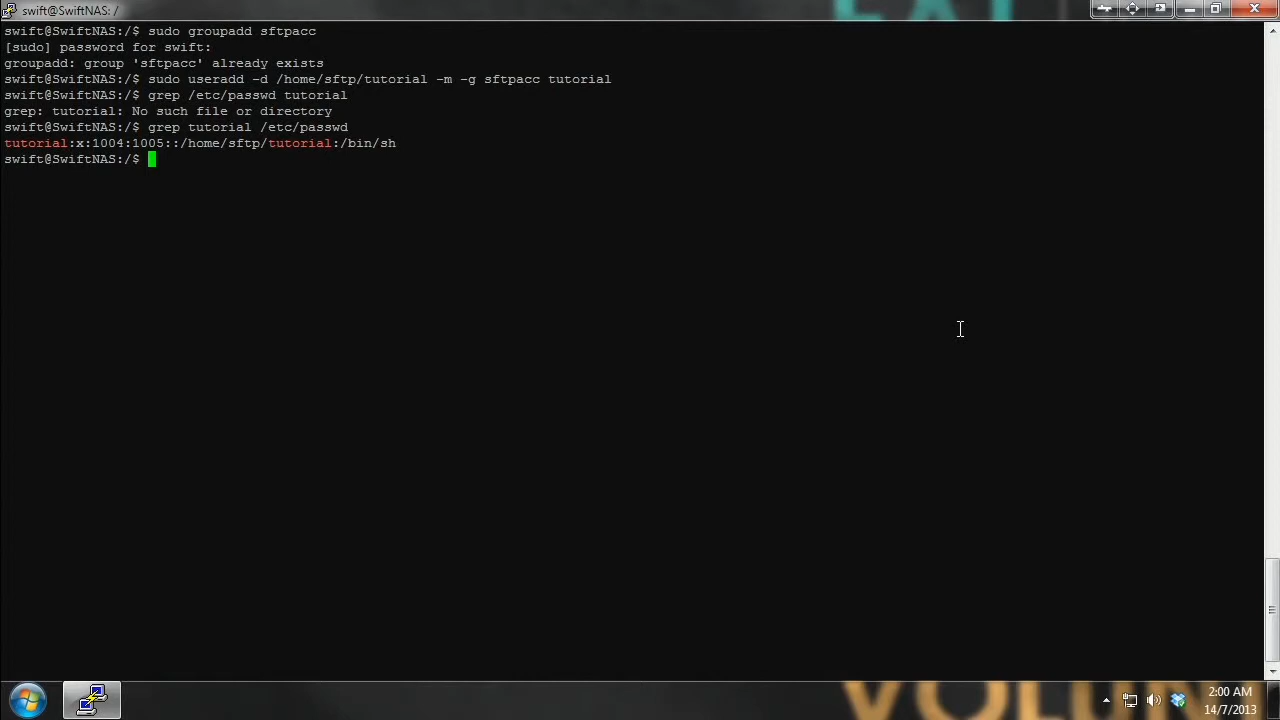 swift@SwiftNAS: /
swift@SwiftNAS:/$ sudo groupadd sftpacc
[sudo] password for swift:
groupadd: group 'sftpacc' already exists
swift@SwiftNAS:/$ sudo useradd -d /home/sftp/tutorial -m -g sftpacc tutorial
swift@SwiftNAS:/$ grep /etc/passwd tutorial
grep: tutorial: No such file or directory
swift@SwiftNAS:/$ grep tutorial /etc/passwd
tutorial:x:1004:1005::/home/sftp/tutorial:/bin/sh
swift@SwiftNAS:/$
2:00 AM
14/7/2013